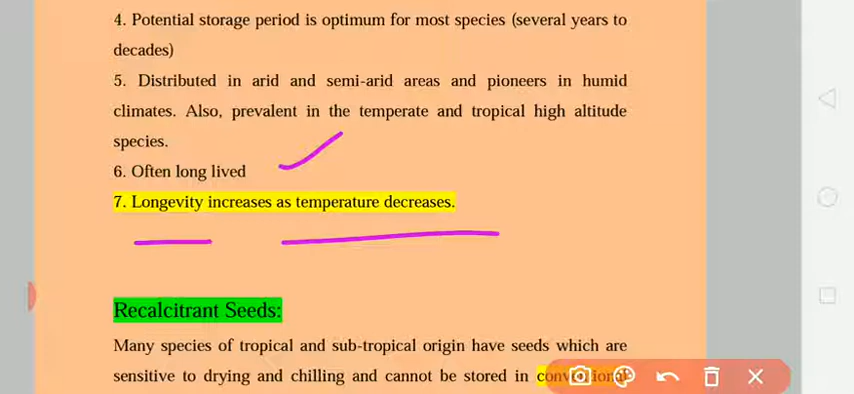 4. Potential storage period is optimum for most species (several years to
decades)
5. Distributed in arid and semi-arid areas and pioneers in humid
climates. Also, prevalent in the temperate and tropical high altitude
species.
6. Often long lived
7. Longevity increases as temperature decreases.
Recalcitrant Seeds:
Many species of tropical and sub-tropical origin have seeds which are
sensitive to drying and chilling and cannot be stored in